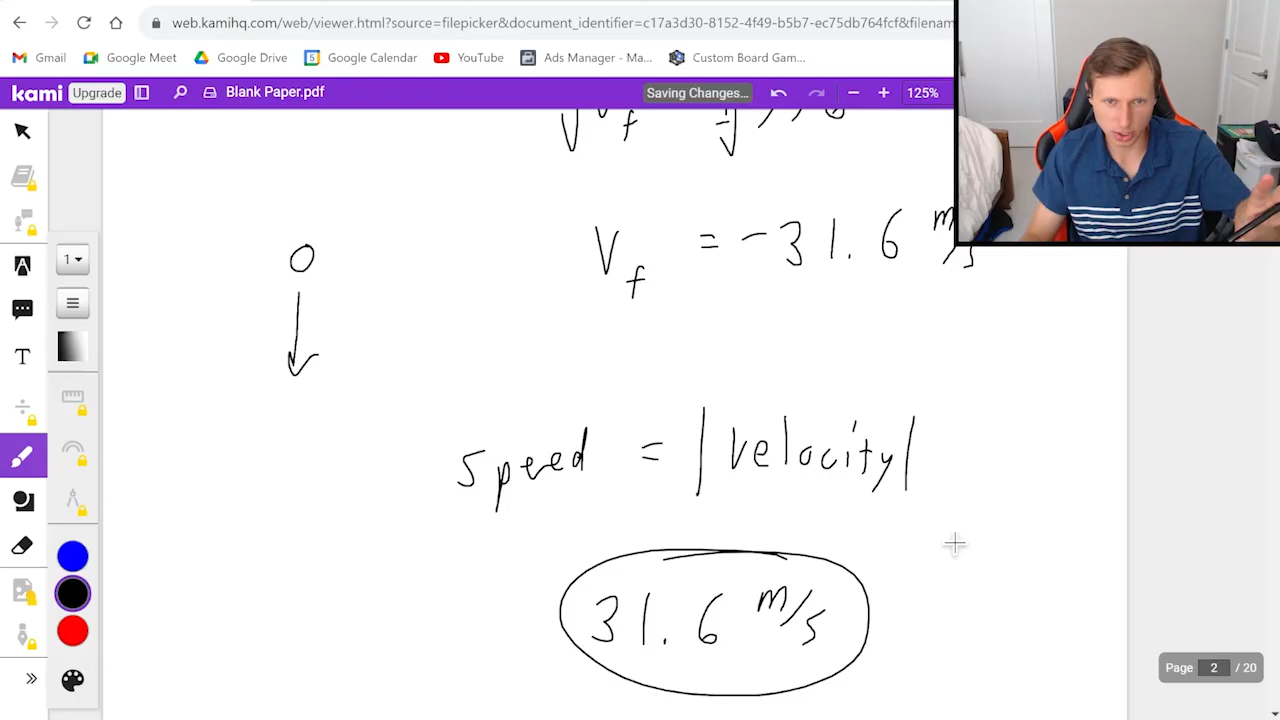 web.kamihq.com/web/viewer.html?source=filepicker&document_identifier=c17a3d30-8152-4f49-b5b7-ec75db764fcf&filenam
Gmail Google Meet Google Drive Google Calendar YouTube Ads Manager - Ma... Custom Board Gam...
kami Upgrade Blank Paper.pdf Saving Changes... 125%
Vf = -31.6 m/s
1
T
speed = |velocity|
31.6 m/s
Page 2 / 20